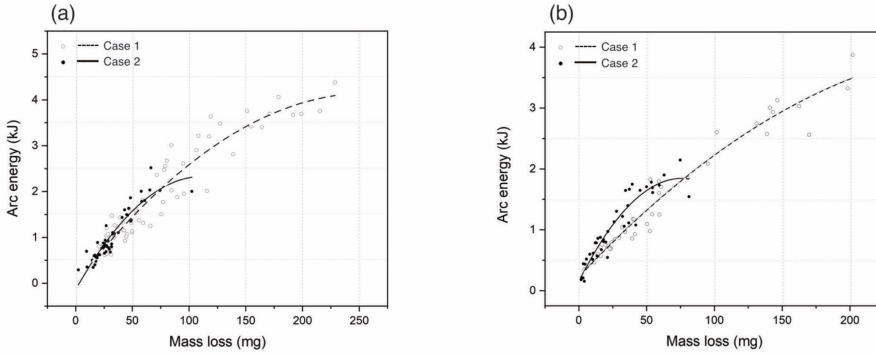 (a)
Case 1
Case 2
Arc energy (kJ)
5
4
3
2
1
0
0 50 100 150 200 250
Mass loss (mg)
(b)
Case 1
Case 2
Arc energy (kJ)
4
3
2
1
0
0 50 100 150 200
Mass loss (mg)